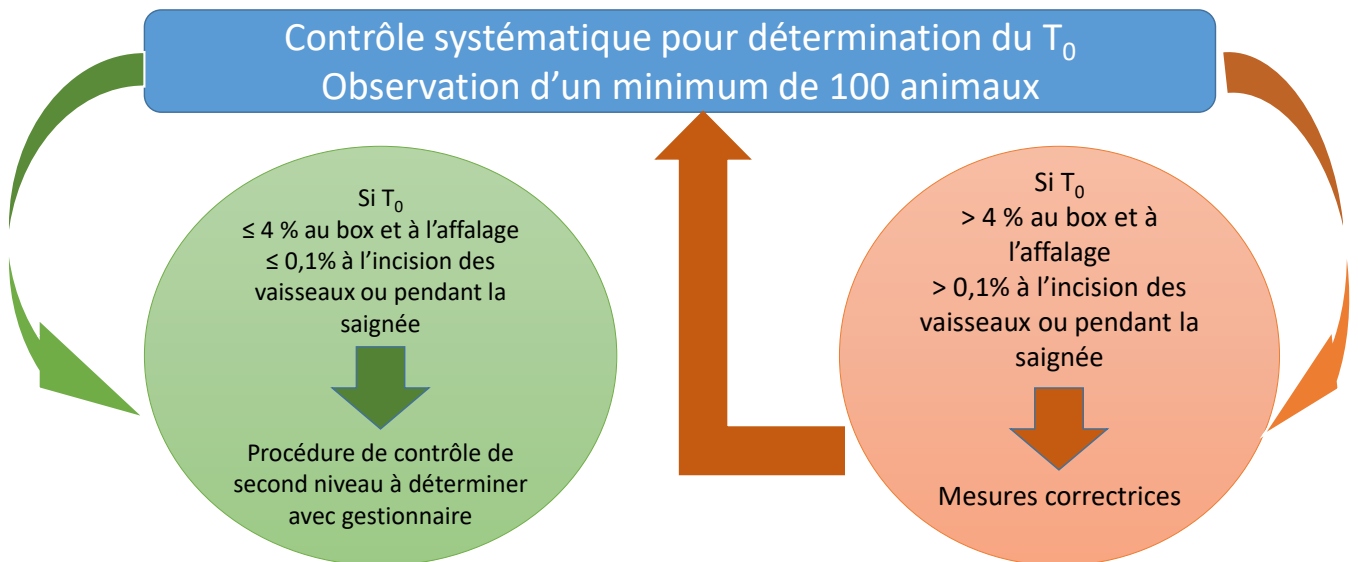 Contrôle systématique pour détermination du T₀
Observation d’un minimum de 100 animaux
Si T₀
≤ 4 % au box et à l’affalage
≤ 0,1% à l’incision des
vaisseaux ou pendant la
saignée
Procédure de contrôle de
second niveau à déterminer
avec gestionnaire
Si T₀
> 4 % au box et à
l’affalage
> 0,1% à l’incision des
vaisseaux ou pendant la
saignée
Mesures correctrices